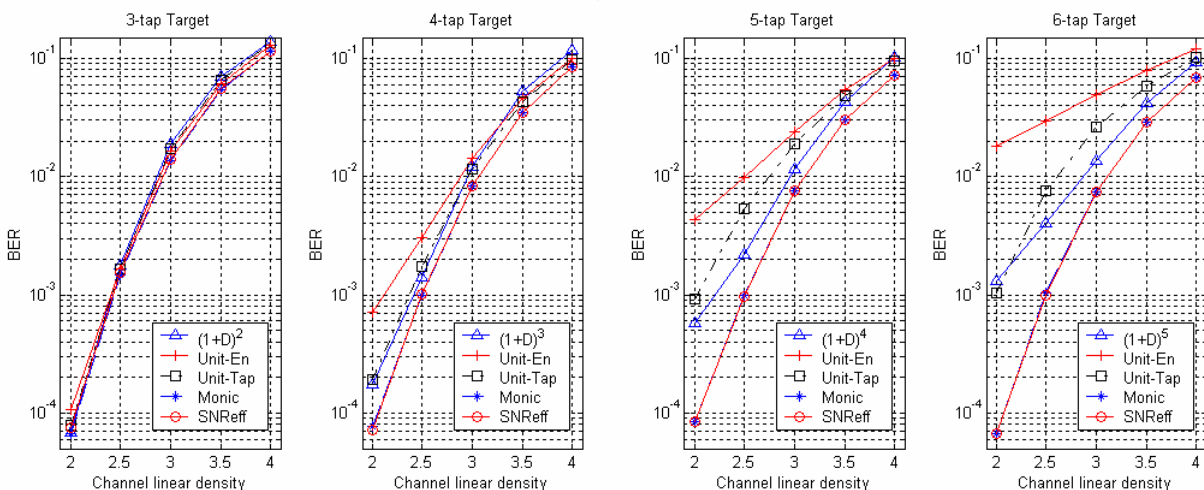 3-tap Target
10^-1
10^-2
10^-3
10^-4
BER
(1+D)^2
Unit-En
Unit-Tap
Monic
SNReff
2 2.5 3 3.5 4
Channel linear density
4-tap Target
10^-1
10^-2
10^-3
10^-4
BER
(1+D)^3
Unit-En
Unit-Tap
Monic
SNReff
2 2.5 3 3.5 4
Channel linear density
5-tap Target
10^-1
10^-2
10^-3
10^-4
BER
(1+D)^4
Unit-En
Unit-Tap
Monic
SNReff
2 2.5 3 3.5 4
Channel linear density
6-tap Target
10^-1
10^-2
10^-3
10^-4
BER
(1+D)^5
Unit-En
Unit-Tap
Monic
SNReff
2 2.5 3 3.5 4
Channel linear density